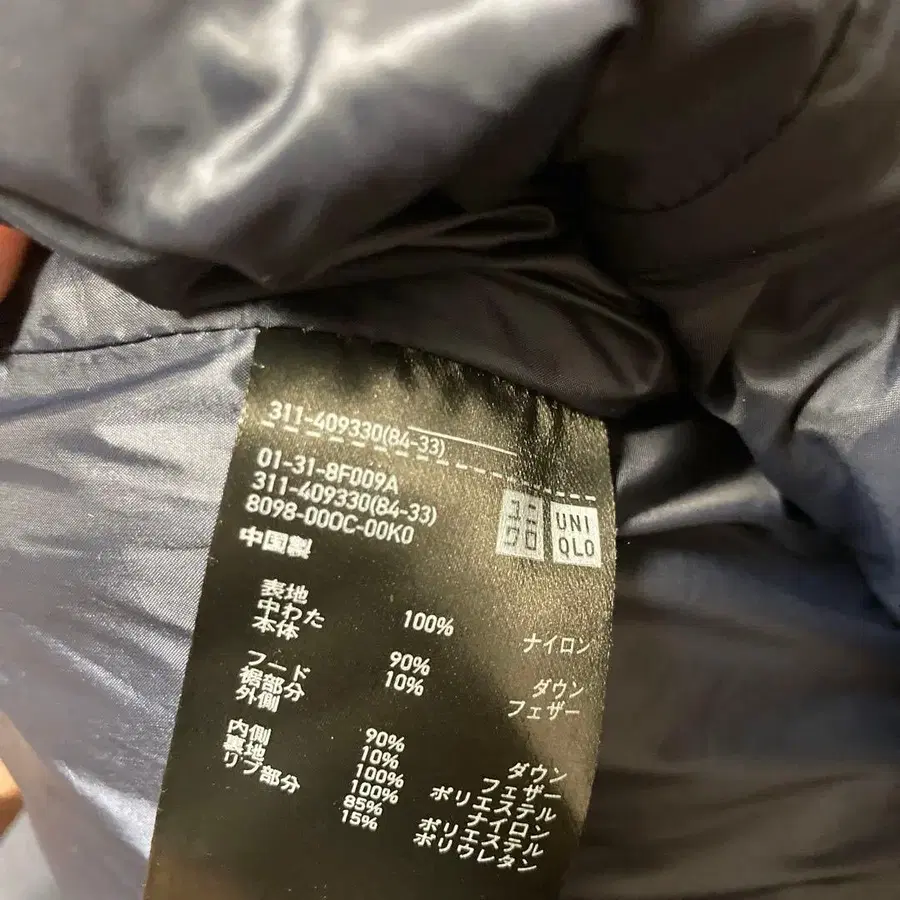 311-409330(84-33)
01-31-8F009A
311-409330(84-33)
8098-000C-00K0
中国製
ユニ
クロ
UNI
QLO
表地
中わた
本体
フード
裾部分
外側
内側
裏地
リブ部分
100%
90%
10%
90%
10%
100%
100%
85%
15%
ナイロン
ダウン
フェザー
ダウン
フェザー
ポリエステル
ナイロン
ポリエステル
ポリウレタン